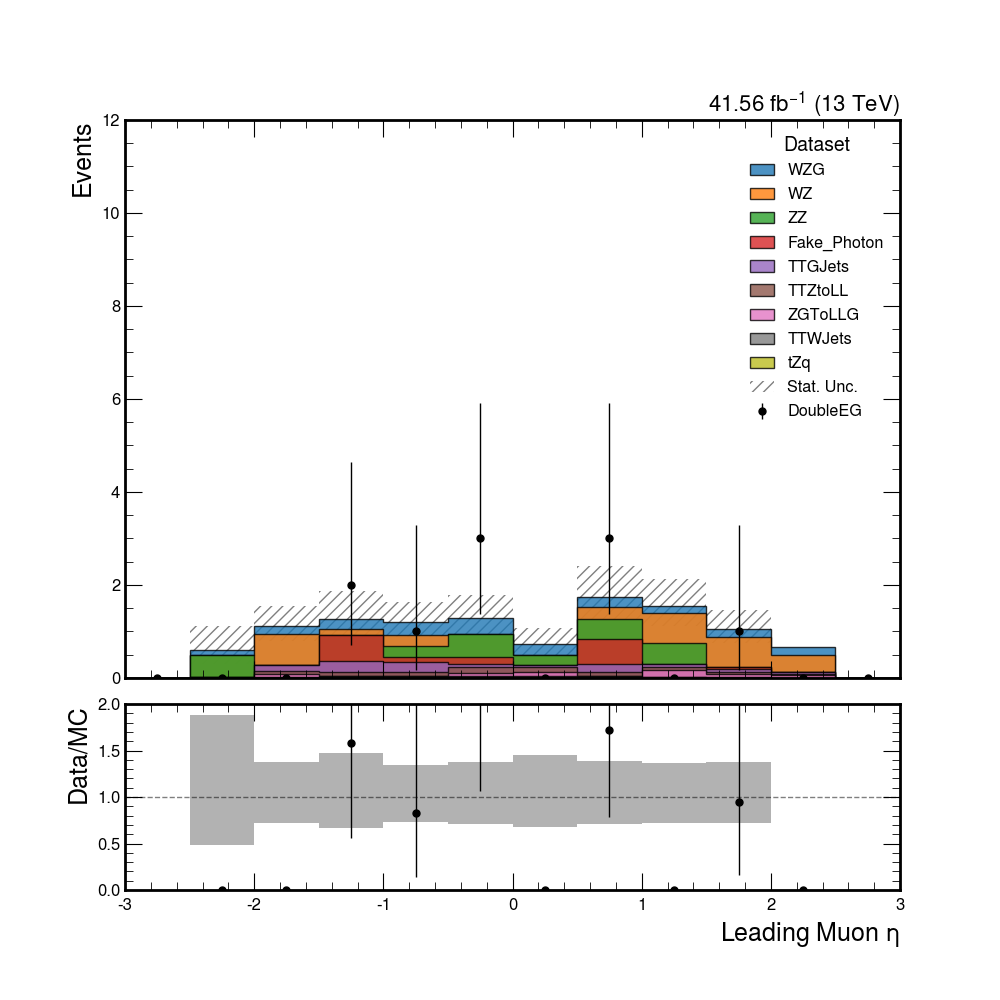 41.56 fb⁻¹ (13 TeV)
Events
12
10
8
6
4
2
0
Dataset
WZG
WZ
ZZ
Fake_Photon
TTGJets
TTZtoLL
ZGToLLG
TTWJets
tZq
Stat. Unc.
DoubleEG
Data/MC
2.0
1.5
1.0
0.5
0.0
-3 -2 -1 0 1 2 3
Leading Muon η